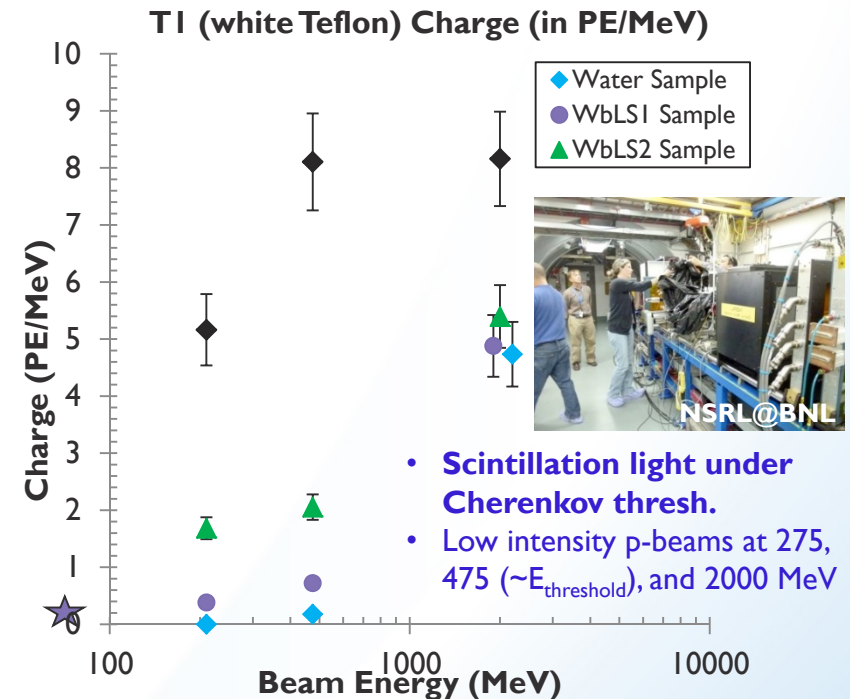 T1 (white Teflon) Charge (in PE/MeV)
10
9
8
7
6
5
4
3
2
1
0
Charge (PE/MeV)
Water Sample
WbLS1 Sample
WbLS2 Sample
NSRL@BNL
• Scintillation light under
Cherenkov thresh.
• Low intensity p-beams at 275,
475 (~E_threshold), and 2000 MeV
100
1000
10000
Beam Energy (MeV)